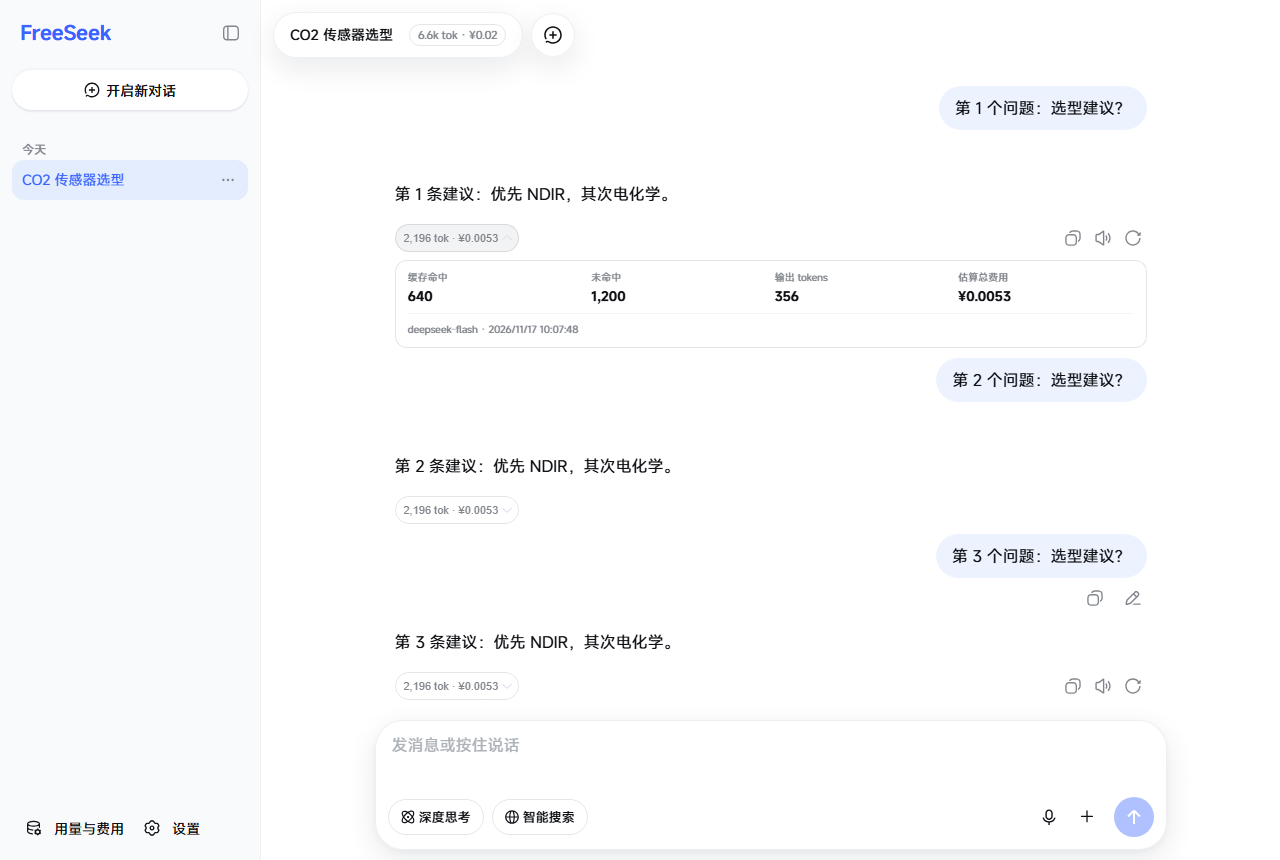 FreeSeek
开启新对话
今天
CO2 传感器选型
用量与费用
设置
CO2 传感器选型
6.6k tok · ¥0.02
第 1 个问题：选型建议？
第 1 条建议：优先 NDIR，其次电化学。
2,196 tok · ¥0.0053
缓存命中 未命中 输出 tokens 估算总费用
640 1,200 356 ¥0.0053
deepseek-flash · 2026/11/17 10:07:48
第 2 个问题：选型建议？
第 2 条建议：优先 NDIR，其次电化学。
2,196 tok · ¥0.0053
第 3 个问题：选型建议？
第 3 条建议：优先 NDIR，其次电化学。
2,196 tok · ¥0.0053
发消息或按住说话
深度思考 智能搜索